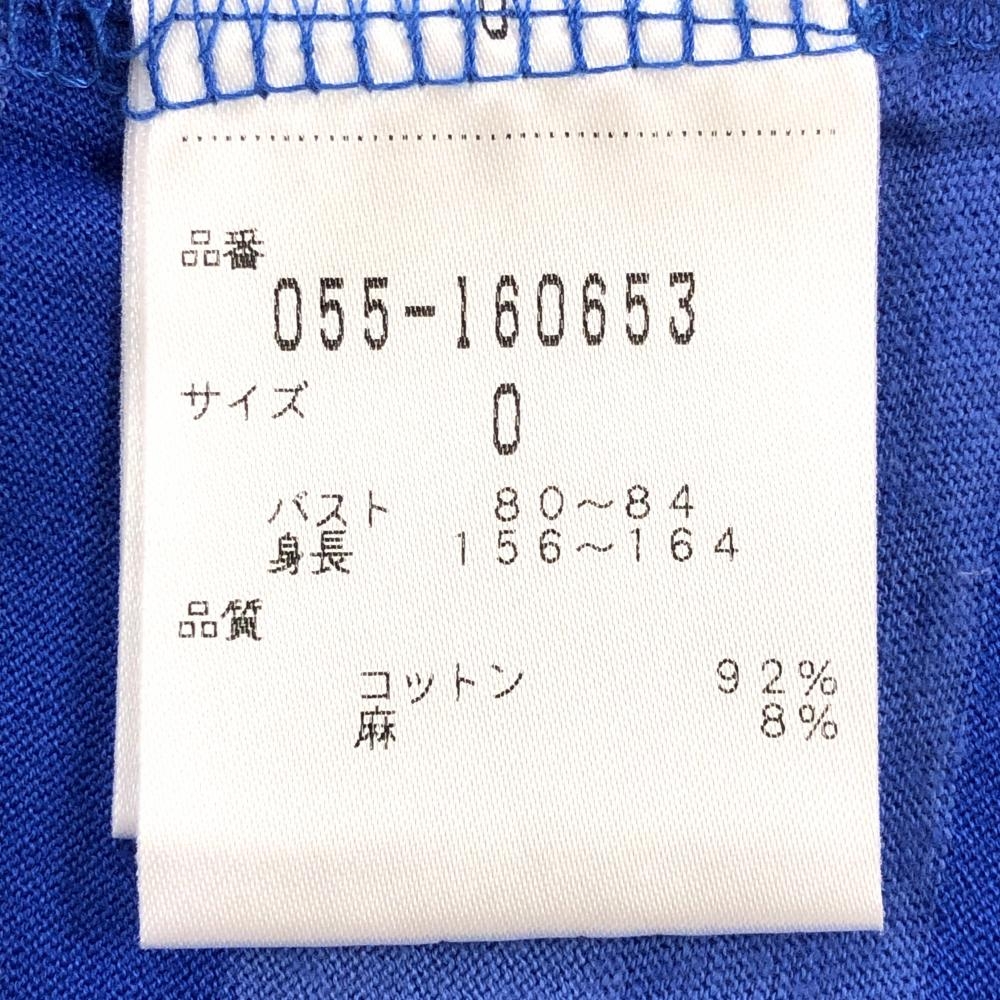 0
品番
055-160653
サイズ 0
バスト 80〜84
身長 156〜164
品質
コットン 92%
麻 8%